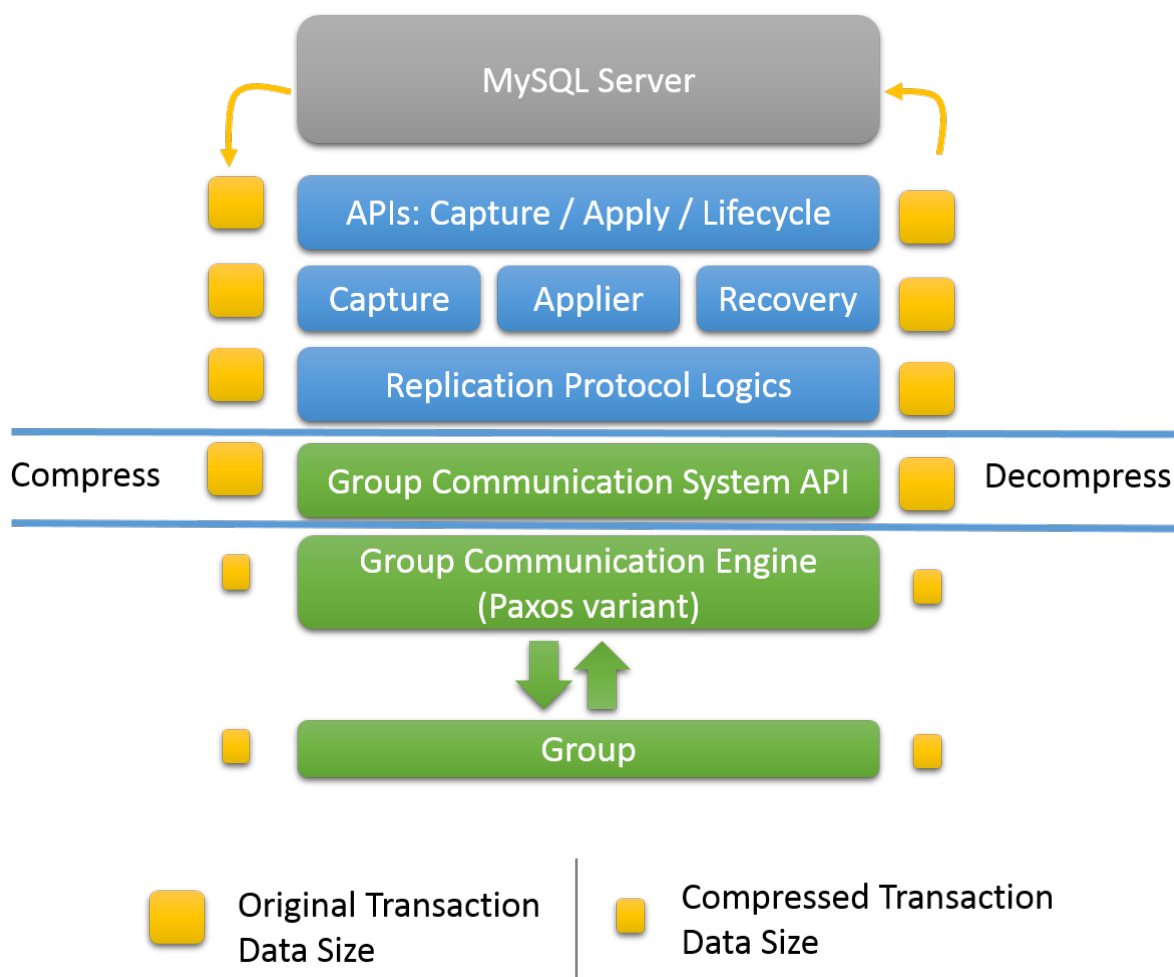 MySQL Server
APIs: Capture / Apply / Lifecycle
Capture
Applier
Recovery
Replication Protocol Logics
Compress
Group Communication System API
Decompress
Group Communication Engine
(Paxos variant)
Group
Original Transaction
Data Size
Compressed Transaction
Data Size